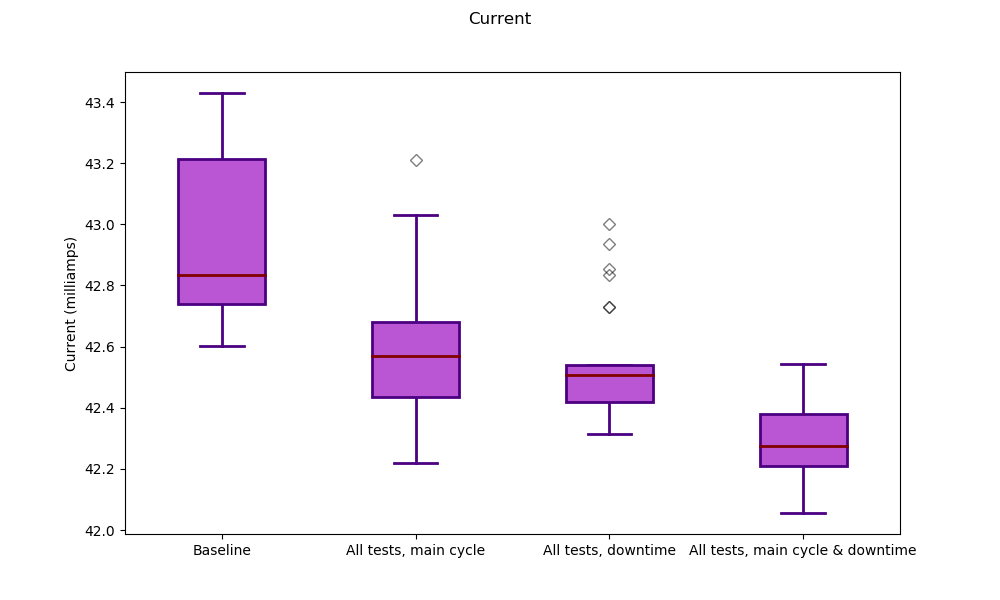 Current
Current (milliamps)
43.4
43.2
43.0
42.8
42.6
42.4
42.2
42.0
Baseline
All tests, main cycle
All tests, downtime
All tests, main cycle & downtime